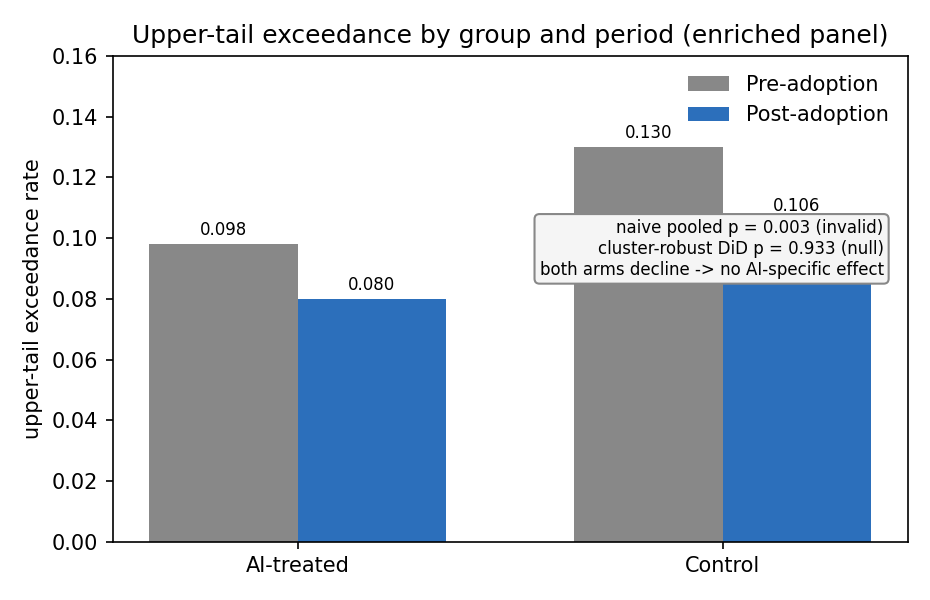 Upper-tail exceedance by group and period (enriched panel)
upper-tail exceedance rate
0.16
0.14
0.12
0.10
0.08
0.06
0.04
0.02
0.00
Pre-adoption
Post-adoption
0.098
0.080
0.130
0.106
naive pooled p = 0.003 (invalid)
cluster-robust DiD p = 0.933 (null)
both arms decline -> no AI-specific effect
AI-treated
Control